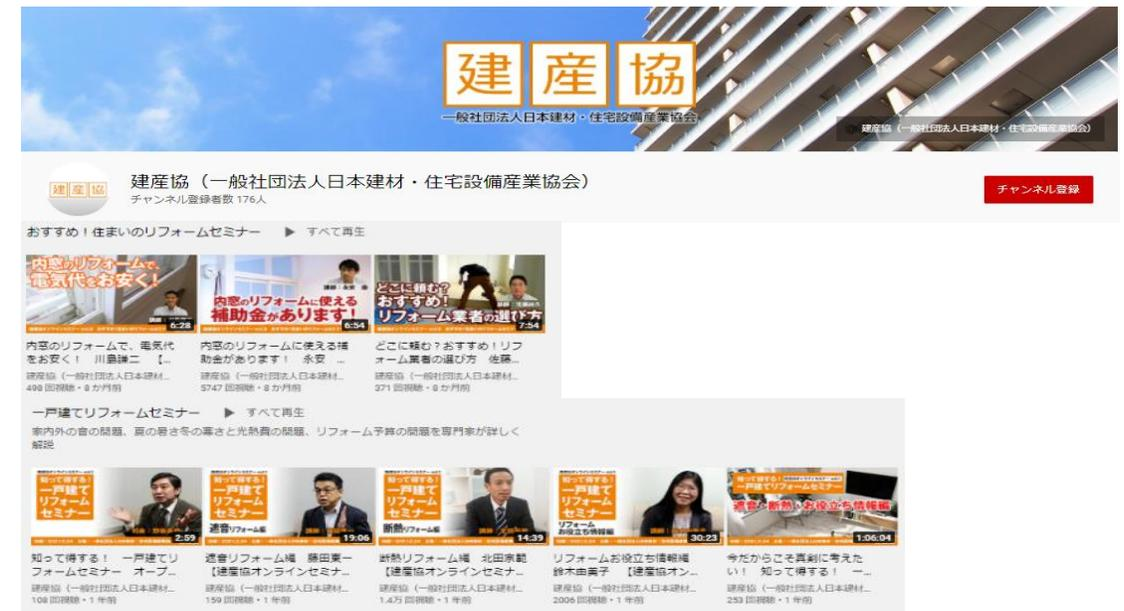 建産協
一般社団法人日本建材・住宅設備産業協会
建産協（一般社団法人日本建材・住宅設備産業協会）
建産協
建産協（一般社団法人日本建材・住宅設備産業協会）
チャンネル登録者数 176人
チャンネル登録
おすすめ！住まいのリフォームセミナー ▶ すべて再生
内窓のリフォームで、
電気代をお安く！
6:28
内窓のリフォームに使える
補助金があります！
6:54
どこに頼む？
おすすめ！
リフォーム業者の選び方
7:54
内窓のリフォームで、電気代
をお安く！ 川島謙二 【...
建産協（一般社団法人日本建材...
498 回視聴・8 か月前
内窓のリフォームに使える補
助金があります！ 永安 ...
建産協（一般社団法人日本建材...
5747 回視聴・8 か月前
どこに頼む？おすすめ！リフ
ォーム業者の選び方 佐藤...
建産協（一般社団法人日本建材...
371 回視聴・8 か月前
一戸建てリフォームセミナー ▶ すべて再生
家内外の音の問題、夏の暑さ冬の寒さと光熱費の問題、リフォーム予算の問題を専門家が詳しく
解説
知って得する！
一戸建て
リフォーム
セミナー
2:59
知って得する！
一戸建て
リフォーム
セミナー
遮音リフォーム編
19:06
知って得する！
一戸建て
リフォーム
セミナー
断熱リフォーム編
14:39
知って得する！
一戸建て
リフォーム
セミナー
リフォーム
お役立ち情報編
30:23
知って得する！
一戸建てリフォームセミナー
遮音・断熱・お役立ち情報編
1:06:04
知って得する！ 一戸建てリ
フォームセミナー オープ...
建産協（一般社団法人日本建材...
108 回視聴・1 年前
遮音リフォーム編 藤田東一
【建産協オンラインセミナ...
建産協（一般社団法人日本建材...
159 回視聴・1 年前
断熱リフォーム編 北田宗範
【建産協オンラインセミナ...
建産協（一般社団法人日本建材...
1.4万 回視聴・1 年前
リフォームお役立ち情報編
鈴木由美子 【建産協オン...
建産協（一般社団法人日本建材...
2006 回視聴・1 年前
今だからこそ真剣に考えた
い！ 知って得する！ 一...
建産協（一般社団法人日本建材...
253 回視聴・1 年前